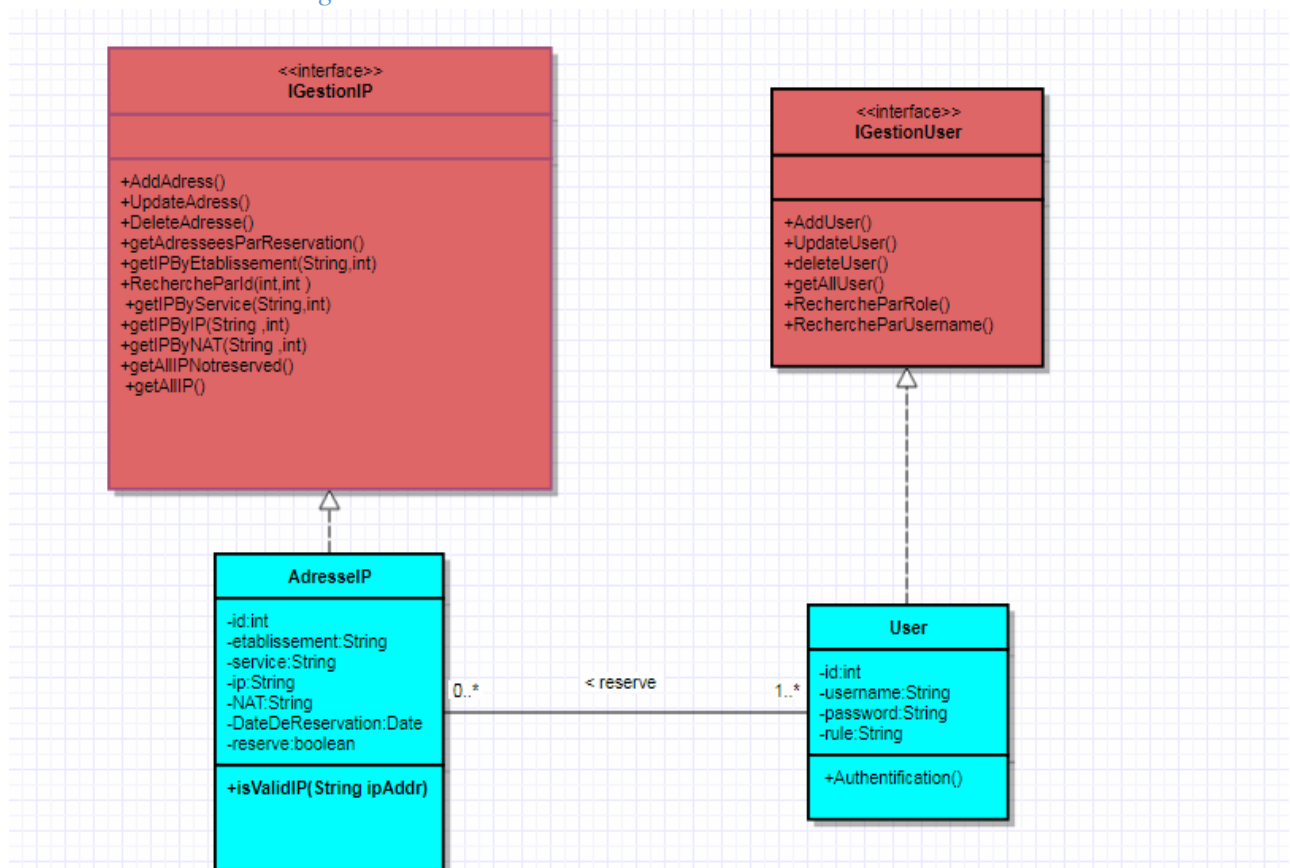 <<interface>>
IGestionIP
+AddAdress()
+UpdateAdress()
+DeleteAdresse()
+getAdresseesParReservation()
+getIPByEtablissement(String,int)
+RechercheParId(int,int )
+getIPByService(String,int)
+getIPByIP(String ,int)
+getIPByNAT(String ,int)
+getAllIPNotreserved()
+getAllIP()
<<interface>>
IGestionUser
+AddUser()
+UpdateUser()
+deleteUser()
+getAllUser()
+RechercheParRole()
+RechercheParUsername()
AdresseIP
-id:int
-etablissement:String
-service:String
-ip:String
-NAT:String
-DateDeReservation:Date
-reserve:boolean
+isValidIP(String ipAddr)
0..*
< reserve
1..*
User
-id:int
-username:String
-password:String
-rule:String
+Authentification()